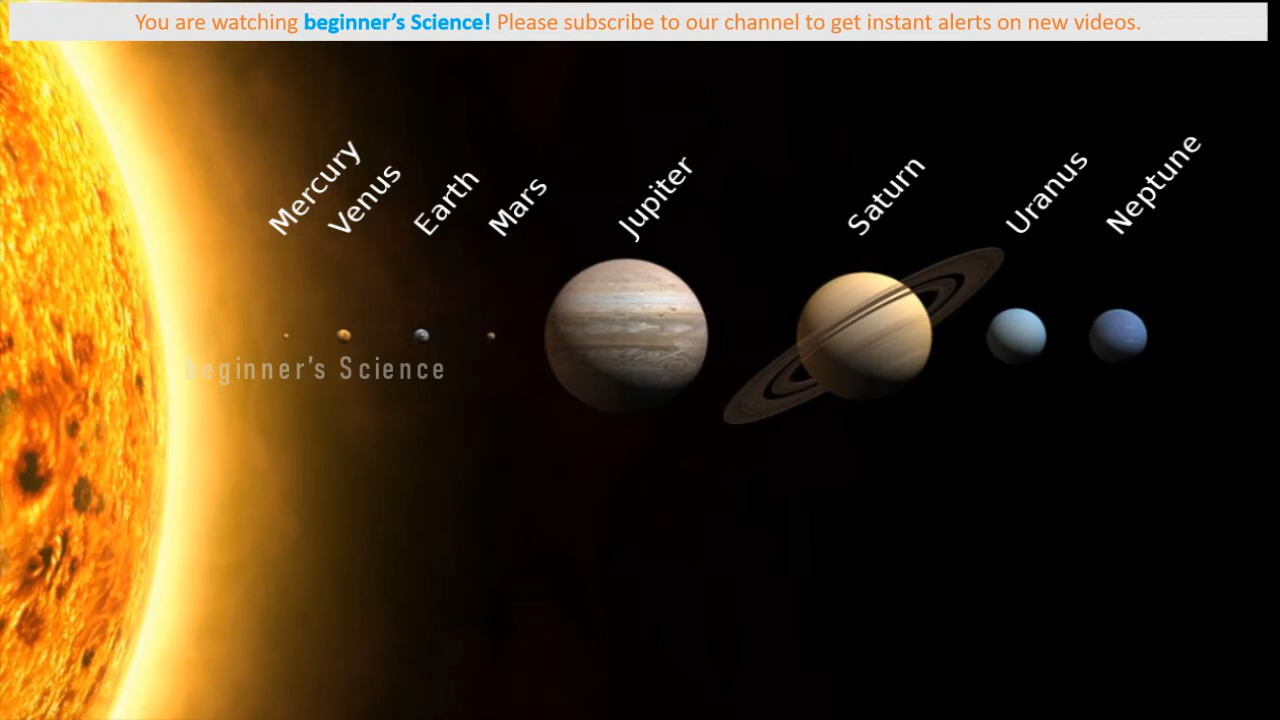 You are watching beginner’s Science! Please subscribe to our channel to get instant alerts on new videos.
Mercury
Venus
Earth
Mars
Jupiter
Saturn
Uranus
Neptune
beginner’s Science